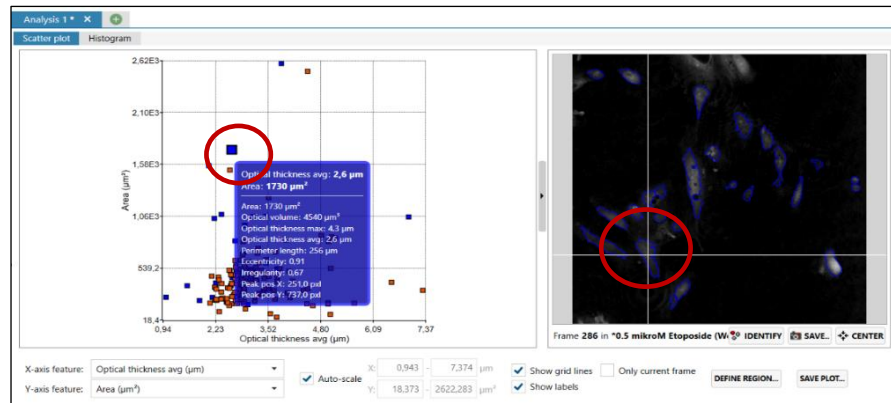 Analysis 1 *
Scatter plot Histogram
2,62E3
2,10E3
1,58E3
1,06E3
539,2
18,4
Area (µm²)
0,94 2,23 3,52 4,80 6,09 7,37
Optical thickness avg (µm)
Optical thickness avg: 2,6 µm
Area: 1730 µm²
Area: 1730 µm²
Optical volume: 4540 µm³
Optical thickness max: 4,3 µm
Optical thickness avg: 2,6 µm
Perimeter length: 256 µm
Eccentricity: 0,91
Irregularity: 0,67
Peak pos X: 251,0 pxl
Peak pos Y: 737,0 pxl
Frame 286 in "0.5 mikroM Etoposide (We IDENTIFY SAVE.. CENTER
X-axis feature: Optical thickness avg (µm)
Y-axis feature: Area (µm²)
Auto-scale
X: 0,943 - 7,374 µm
Y: 18,373 - 2622,283 µm²
Show grid lines Only current frame
Show labels
DEFINE REGION... SAVE PLOT...